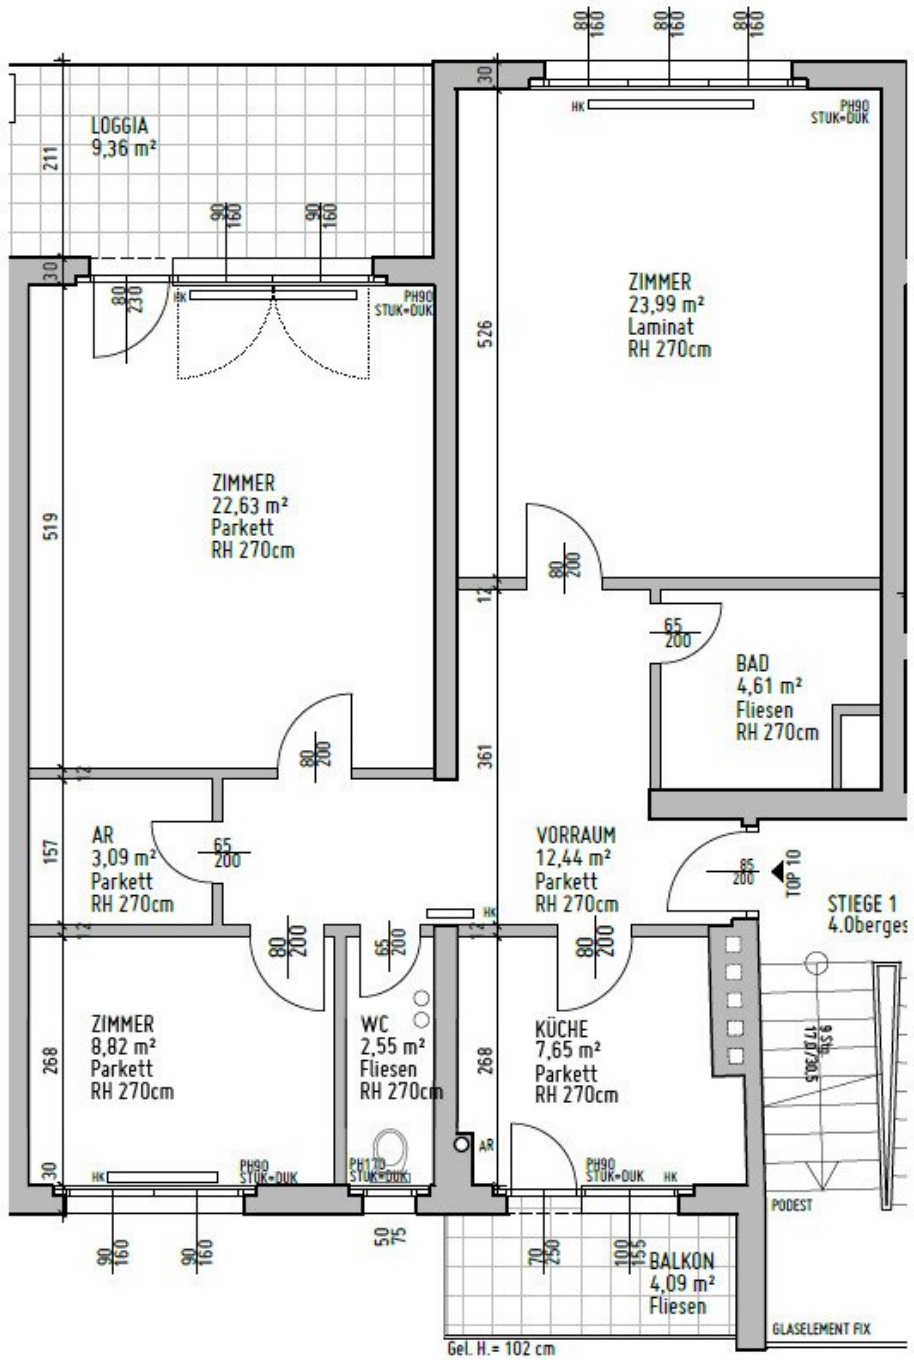 80
160
80
160
80
160
30
HK
PH90
STUK=DUK
LOGGIA
9,36 m²
211
90
160
90
160
30
80
230
HK
PH90
STUK=DUK
ZIMMER
23,99 m²
Laminat
RH 270cm
526
ZIMMER
22,63 m²
Parkett
RH 270cm
519
80
200
12
65
200
BAD
4,61 m²
Fliesen
RH 270cm
80
200
361
12
AR
3,09 m²
Parkett
RH 270cm
157
65
200
VORRAUM
12,44 m²
Parkett
RH 270cm
85
200
TOP 10
STIEGE 1
4.Oberges
HK
12
80
200
65
200
12
80
200
ZIMMER
8,82 m²
Parkett
RH 270cm
268
WC
2,55 m²
Fliesen
RH 270cm
KÜCHE
7,65 m²
Parkett
RH 270cm
268
9 Stg
17,0/30,5
AR
30
HK
PH90
STUK=DUK
PH170
STUK=DUK
PH90
STUK=DUK
HK
PODEST
90
160
90
160
50
75
70
250
100
155
BALKON
4,09 m²
Fliesen
GLASELEMENT FIX
Gel. H.= 102 cm